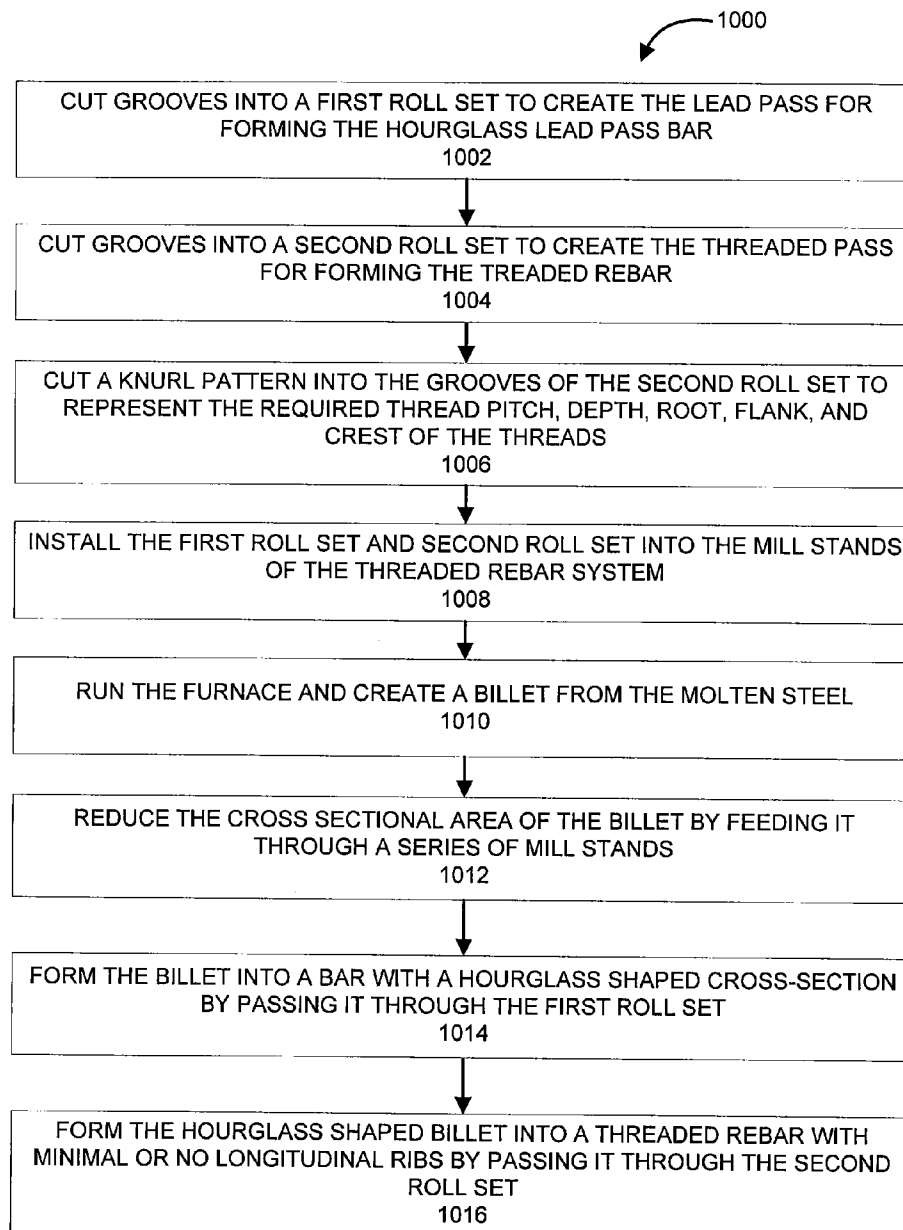 1000
CUT GROOVES INTO A FIRST ROLL SET TO CREATE THE LEAD PASS FOR
FORMING THE HOURGLASS LEAD PASS BAR
1002
CUT GROOVES INTO A SECOND ROLL SET TO CREATE THE THREADED PASS
FOR FORMING THE TREADED REBAR
1004
CUT A KNURL PATTERN INTO THE GROOVES OF THE SECOND ROLL SET TO
REPRESENT THE REQUIRED THREAD PITCH, DEPTH, ROOT, FLANK, AND
CREST OF THE THREADS
1006
INSTALL THE FIRST ROLL SET AND SECOND ROLL SET INTO THE MILL STANDS
OF THE THREADED REBAR SYSTEM
1008
RUN THE FURNACE AND CREATE A BILLET FROM THE MOLTEN STEEL
1010
REDUCE THE CROSS SECTIONAL AREA OF THE BILLET BY FEEDING IT
THROUGH A SERIES OF MILL STANDS
1012
FORM THE BILLET INTO A BAR WITH A HOURGLASS SHAPED CROSS-SECTION
BY PASSING IT THROUGH THE FIRST ROLL SET
1014
FORM THE HOURGLASS SHAPED BILLET INTO A THREADED REBAR WITH
MINIMAL OR NO LONGITUDINAL RIBS BY PASSING IT THROUGH THE SECOND
ROLL SET
1016